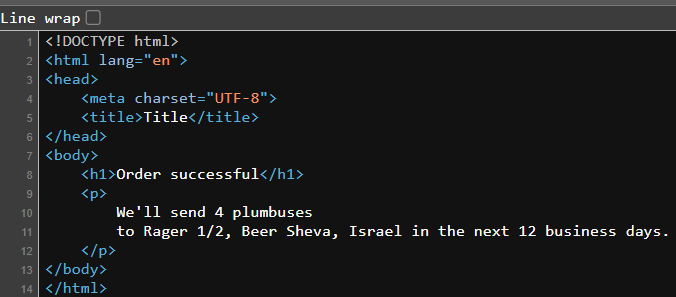 Line wrap
1 <!DOCTYPE html>
2 <html lang="en">
3 <head>
4     <meta charset="UTF-8">
5     <title>Title</title>
6 </head>
7 <body>
8     <h1>Order successful</h1>
9     <p>
10         We'll send 4 plumbuses
11         to Rager 1/2, Beer Sheva, Israel in the next 12 business days.
12     </p>
13 </body>
14 </html>